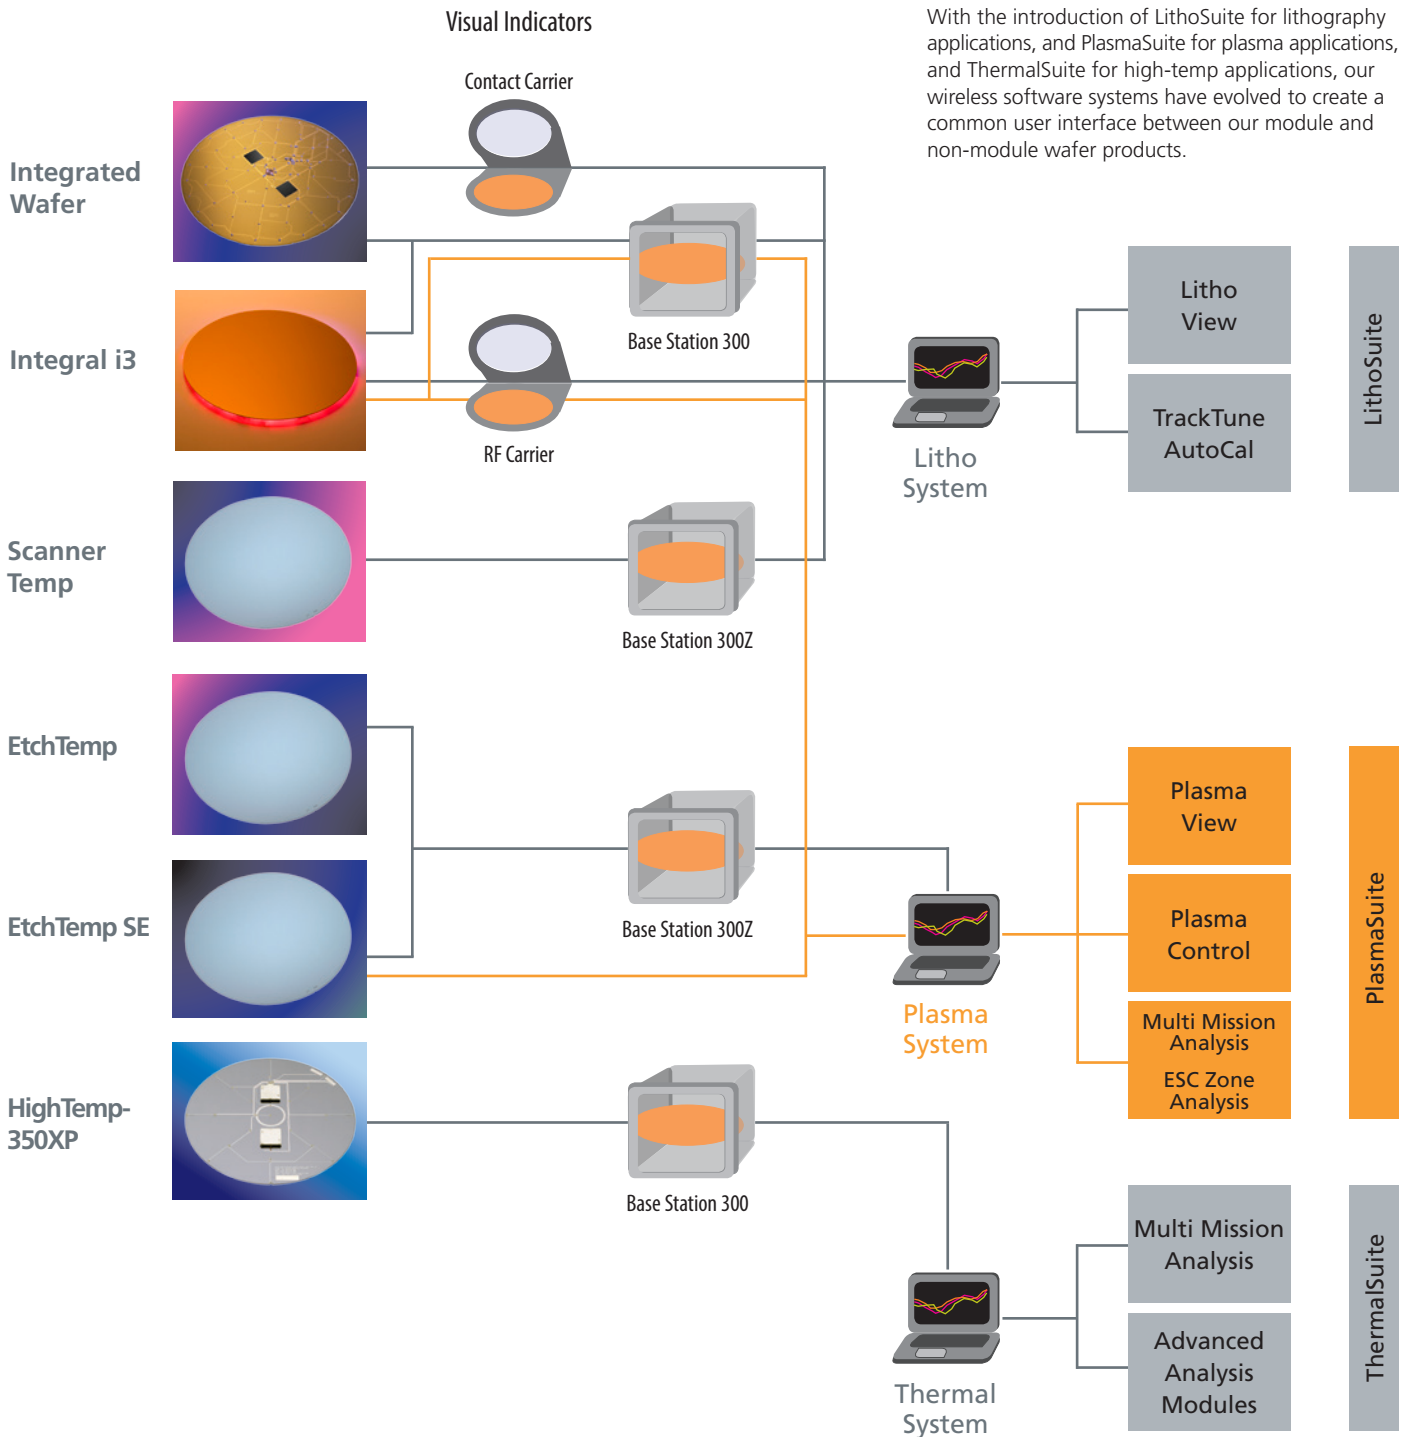 Visual Indicators
With the introduction of LithoSuite for lithography
applications, and PlasmaSuite for plasma applications,
and ThermalSuite for high-temp applications, our
wireless software systems have evolved to create a
common user interface between our module and
non-module wafer products.
Contact Carrier
Integrated
Wafer
Base Station 300
Integral i3
RF Carrier
Litho
System
Litho
View
TrackTune
AutoCal
LithoSuite
Scanner
Temp
Base Station 300Z
EtchTemp
EtchTemp SE
Base Station 300Z
Plasma
System
Plasma
View
Plasma
Control
Multi Mission
Analysis
ESC Zone
Analysis
PlasmaSuite
HighTemp-
350XP
Base Station 300
Thermal
System
Multi Mission
Analysis
Advanced
Analysis
Modules
ThermalSuite